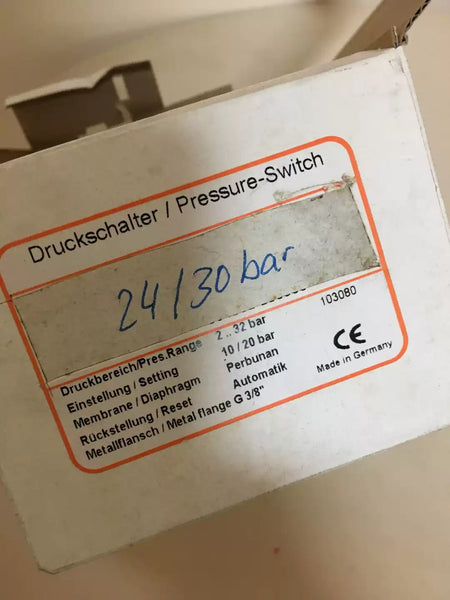 Druckschalter / Pressure-Switch
24/30 bar
103080
Druckbereich/Pres.Range 2 .. 32 bar
Einstellung / Setting 10 / 20 bar
Membrane / Diaphragm Perbunan
Rückstellung / Reset Automatik
Metallflansch / Metal flange G 3/8"
CE
Made in Germany